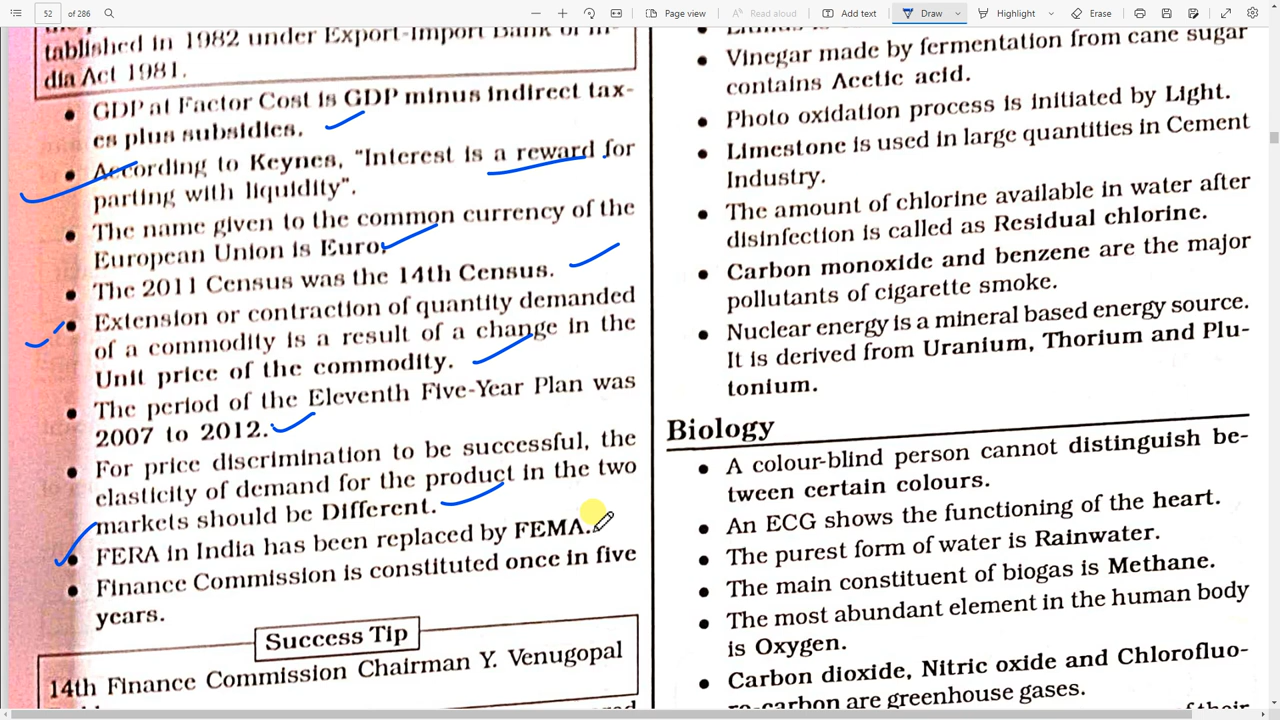 52
of 286
Page view
Read aloud
Add text
Draw
Highlight
Erase
tablished in 1982 under Export-Import Bank of In-
dia Act 1981.
GDP at Factor Cost is GDP minus indirect tax-
es plus subsidies.
According to Keynes, "Interest is a reward for
parting with liquidity".
The name given to the common currency of the
European Union is Euro.
The 2011 Census was the 14th Census.
Extension or contraction of quantity demanded
of a commodity is a result of a change in the
Unit price of the commodity.
The period of the Eleventh Five-Year Plan was
2007 to 2012.
For price discrimination to be successful, the
elasticity of demand for the product in the two
markets should be Different.
FERA in India has been replaced by FEMA.
Finance Commission is constituted once in five
years.
Success Tip
14th Finance Commission Chairman Y. Venugopal
Vinegar made by fermentation from cane sugar
contains Acetic acid.
Photo oxidation process is initiated by Light.
Limestone is used in large quantities in Cement
Industry.
The amount of chlorine available in water after
disinfection is called as Residual chlorine.
Carbon monoxide and benzene are the major
pollutants of cigarette smoke.
Nuclear energy is a mineral based energy source.
It is derived from Uranium, Thorium and Plu-
tonium.
Biology
A colour-blind person cannot distinguish be-
tween certain colours.
An ECG shows the functioning of the heart.
The purest form of water is Rainwater.
The main constituent of biogas is Methane.
The most abundant element in the human body
is Oxygen.
Carbon dioxide, Nitric oxide and Chlorofluo-
ro-carbon are greenhouse gases.